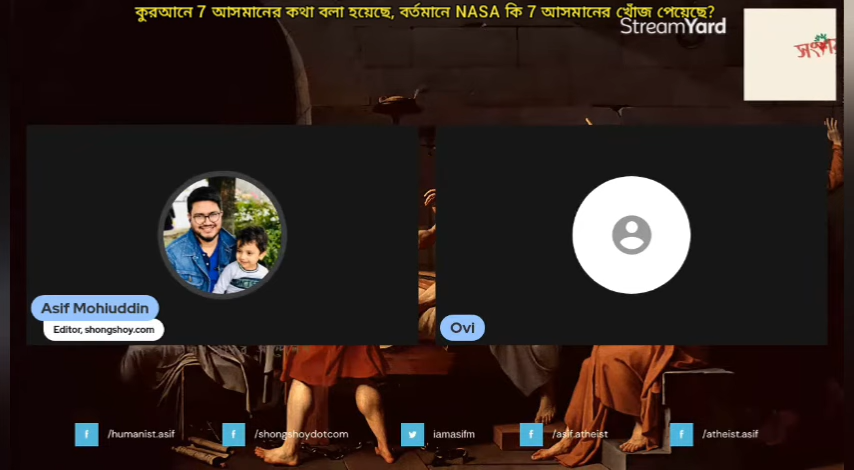 কুরআনে 7 আসমানের কথা বলা হয়েছে, বর্তমানে NASA কি 7 আসমানের খোঁজ পেয়েছে?
StreamYard
Asif Mohiuddin
Editor, shongshoy.com
Ovi
/humanist.asif
/shongshoydotcom
iamasifm
/asif.atheist
/atheist.asif